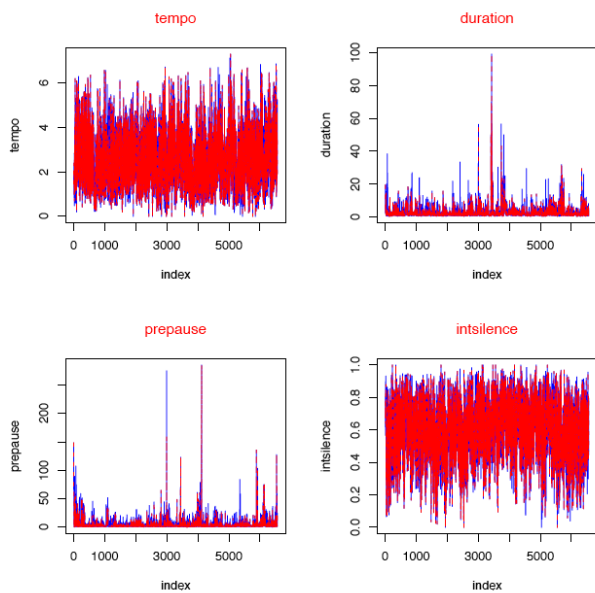 tempo
tempo
0 2 4 6
0 1000 3000 5000
index
duration
duration
0 20 40 60 80 100
0 1000 3000 5000
index
prepause
prepause
0 50 100 200
0 1000 3000 5000
index
intsilence
intsilence
0.0 0.2 0.4 0.6 0.8 1.0
0 1000 3000 5000
index